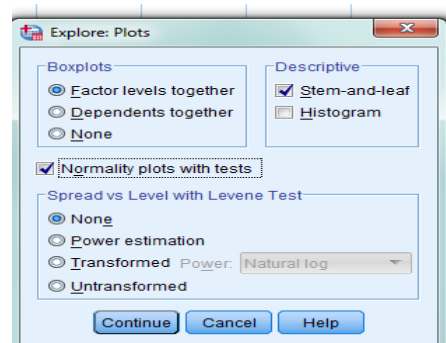 Explore: Plots
Boxplots
Factor levels together
Dependents together
None
Descriptive
Stem-and-leaf
Histogram
Normality plots with tests
Spread vs Level with Levene Test
None
Power estimation
Transformed Power: Natural log
Untransformed
Continue Cancel Help